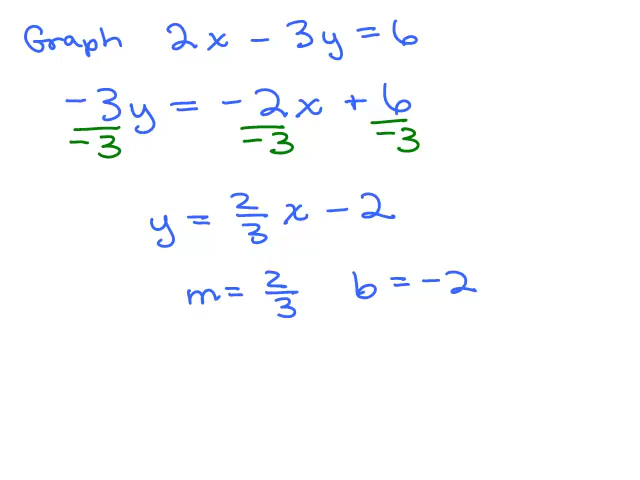 Graph 2x - 3y = 6
-3y = -2x + 6
-3 -3 -3
y = 2/3 x - 2
m = 2/3 b = -2